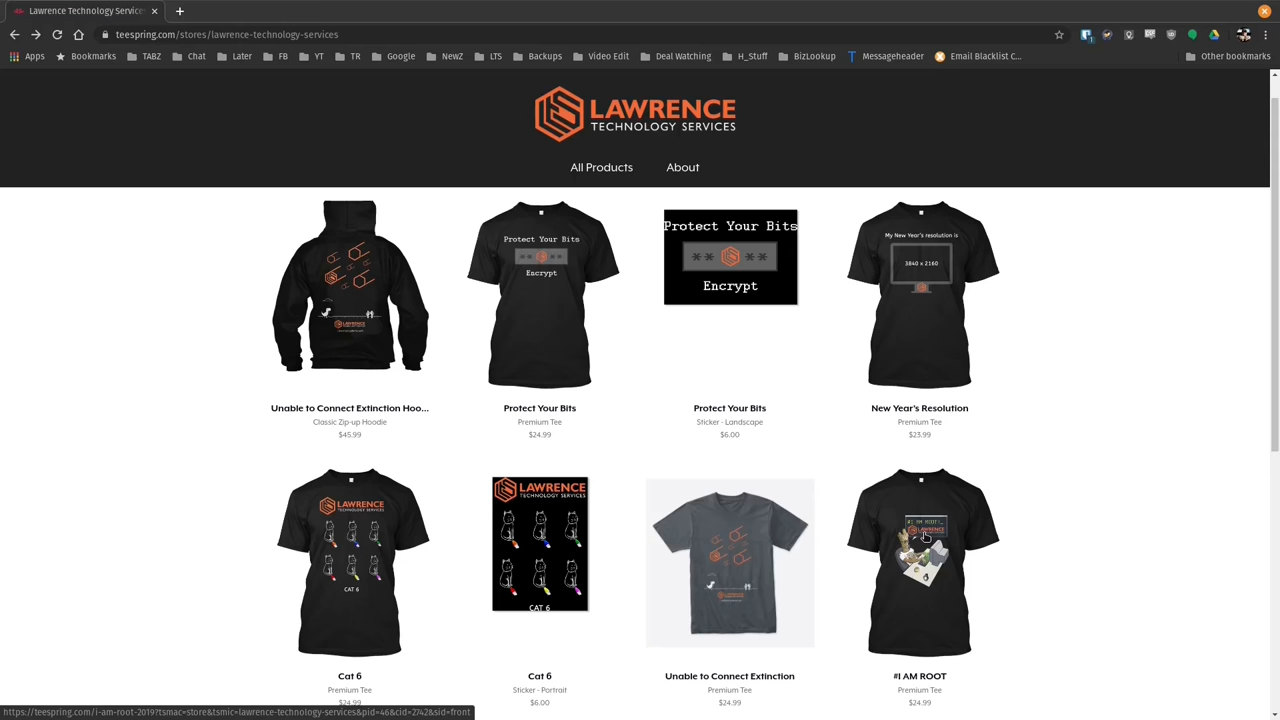 Lawrence Technology Services
teespring.com/stores/lawrence-technology-services
Apps Bookmarks TABZ Chat Later FB YT TR Google NewZ LTS Backups Video Edit Deal Watching H_Stuff BizLookup Messageheader Email Blacklist C... Other bookmarks
LAWRENCE
TECHNOLOGY SERVICES
All Products About
Protect Your Bits
Encrypt
Protect Your Bits
** **
Encrypt
My New Year's resolution is
3840 x 2160
Unable to Connect Extinction Hoo... Protect Your Bits Protect Your Bits New Year's Resolution
Classic Zip-up Hoodie Premium Tee Sticker - Landscape Premium Tee
$45.99 $24.99 $6.00 $23.99
LAWRENCE
TECHNOLOGY SERVICES
CAT 6
LAWRENCE
TECHNOLOGY SERVICES
CAT 6
#I AM ROOT!_
LAWRENCE
Cat 6 Cat 6 Unable to Connect Extinction #I AM ROOT
Premium Tee Sticker - Portrait Premium Tee Premium Tee
$24.99 $6.00 $24.99 $24.99
https://teespring.com/i-am-root-2019?tsmac=store&tsmic=lawrence-technology-services&pid=46&cid=2742&sid=front